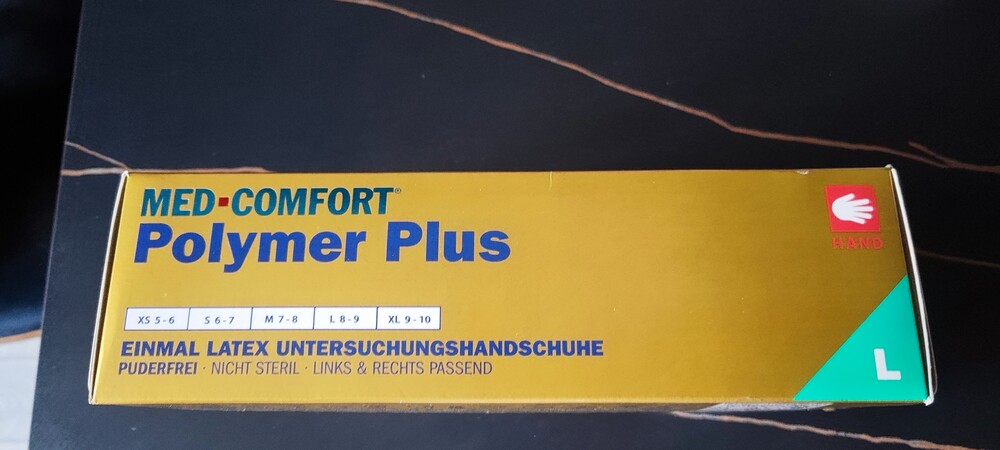 MED·COMFORT®
Polymer Plus
HAND
XS 5-6 S 6-7 M 7-8 L 8-9 XL 9-10
EINMAL LATEX UNTERSUCHUNGSHANDSCHUHE
PUDERFREI · NICHT STERIL · LINKS & RECHTS PASSEND
L